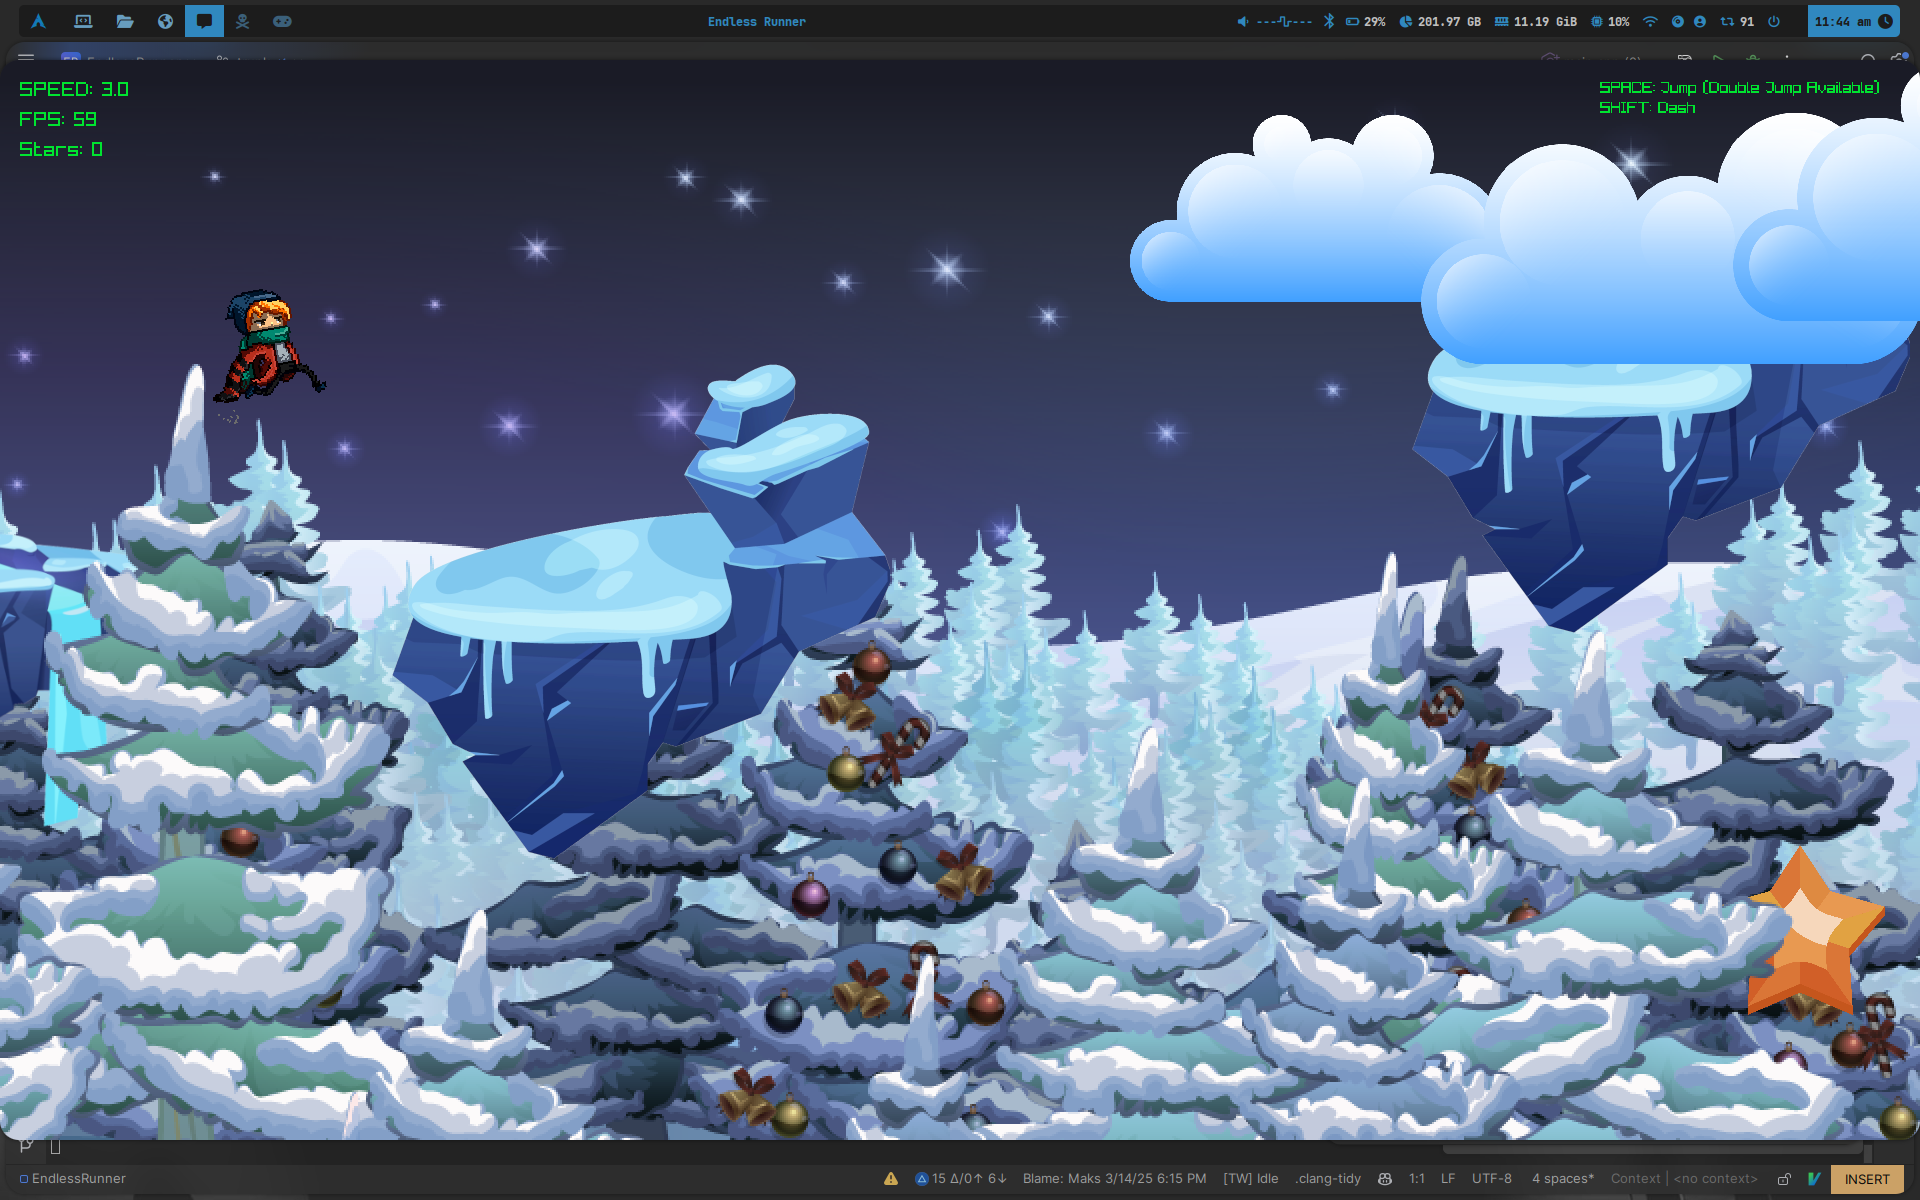 Endless Runner
29% 201.97 GB 11.19 GiB 10% 91 11:44 am
SPEED: 3.0
FPS: 59
Stars: 0
SPACE: Jump (Double Jump Available)
SHIFT: Dash
EndlessRunner
15 Δ/0↑ 6↓ Blame: Maks 3/14/25 6:15 PM [TW] Idle .clang-tidy 1:1 LF UTF-8 4 spaces* Context | <no context> INSERT